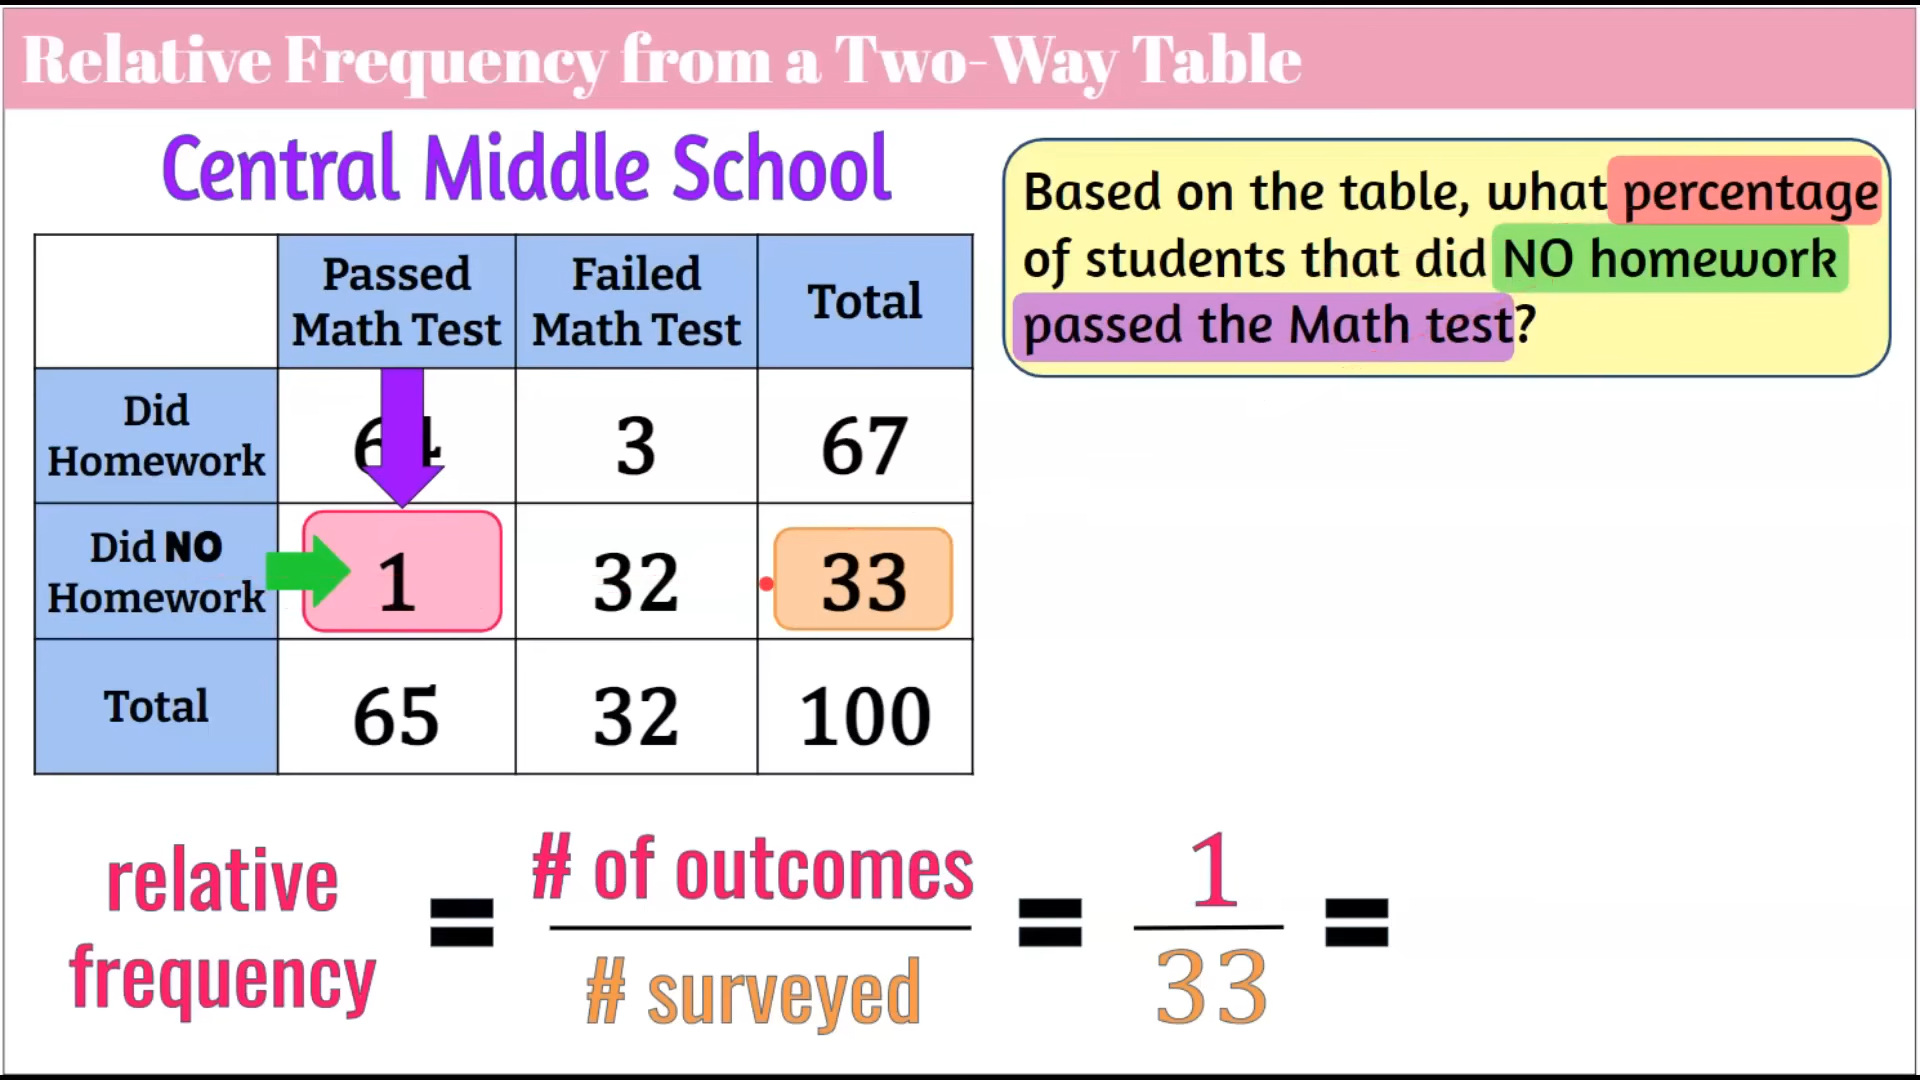 Relative Frequency from a Two-Way Table
Central Middle School
Based on the table, what percentage
of students that did NO homework
passed the Math test?
Passed
Math Test
Failed
Math Test
Total
Did
Homework
64
3
67
Did NO
Homework
1
32
33
Total
65
32
100
relative
frequency
=
# of outcomes
# surveyed
=
1
33
=